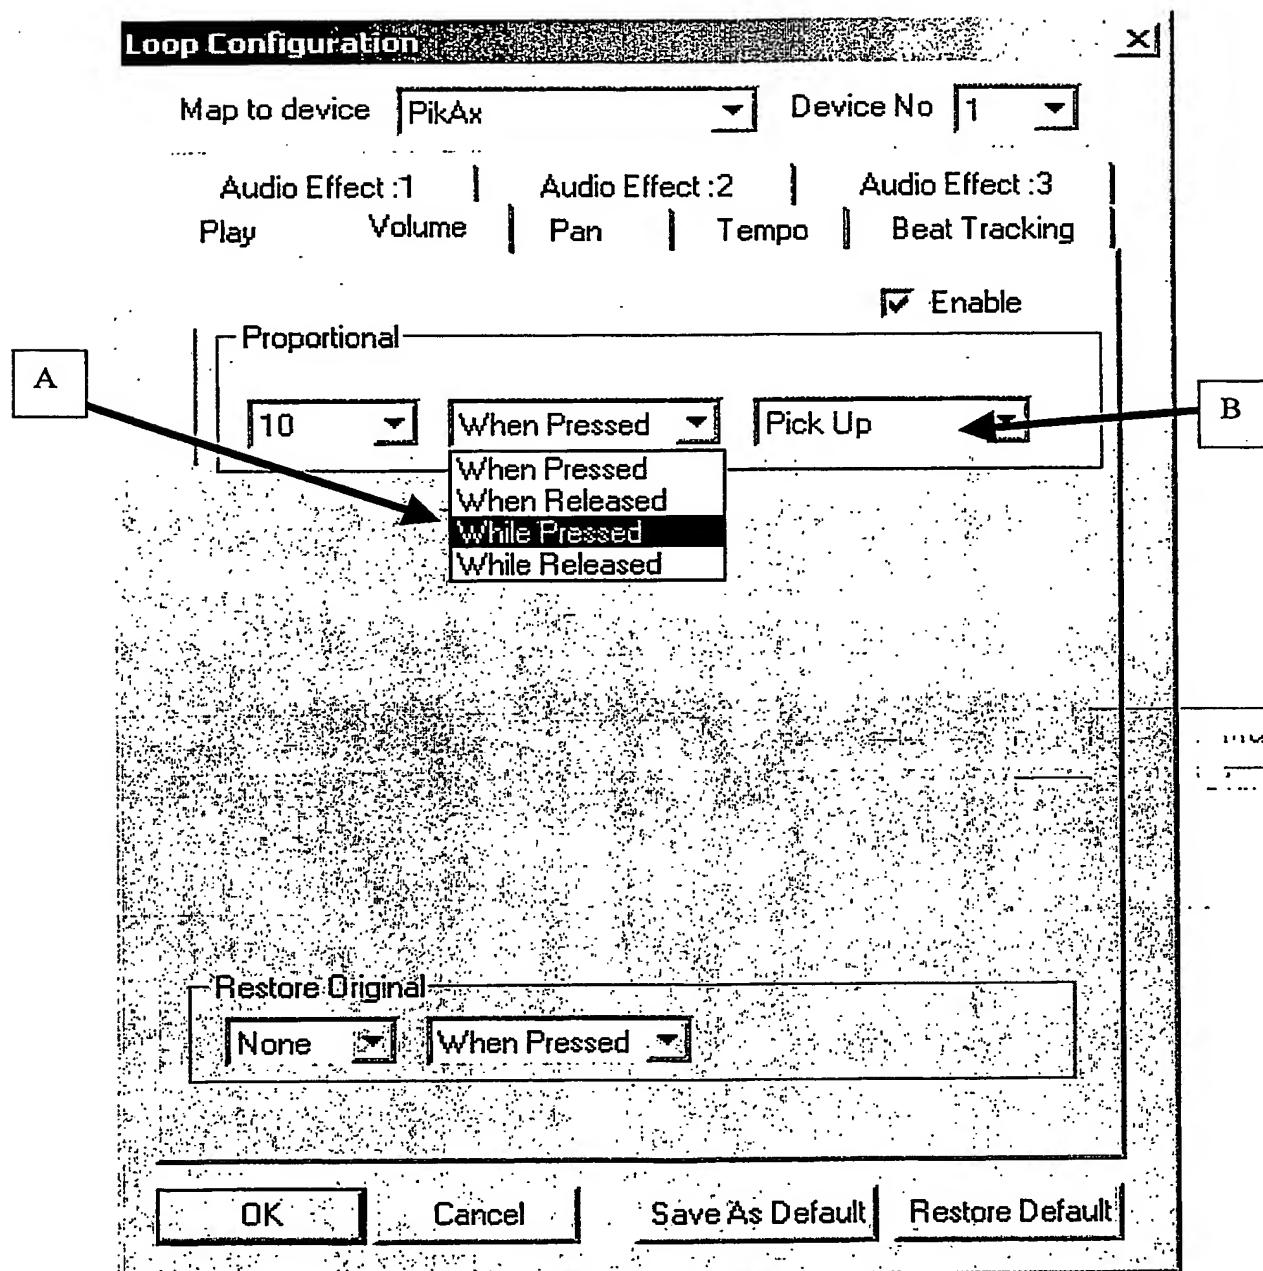 Loop Configuration
Map to device PikAx Device No 1
Audio Effect :1 Audio Effect :2 Audio Effect :3
Play Volume Pan Tempo Beat Tracking
Enable
Proportional
A
10 When Pressed Pick Up
B
When Pressed
When Released
While Pressed
While Released
Restore Original
None When Pressed
OK Cancel Save As Default Restore Default